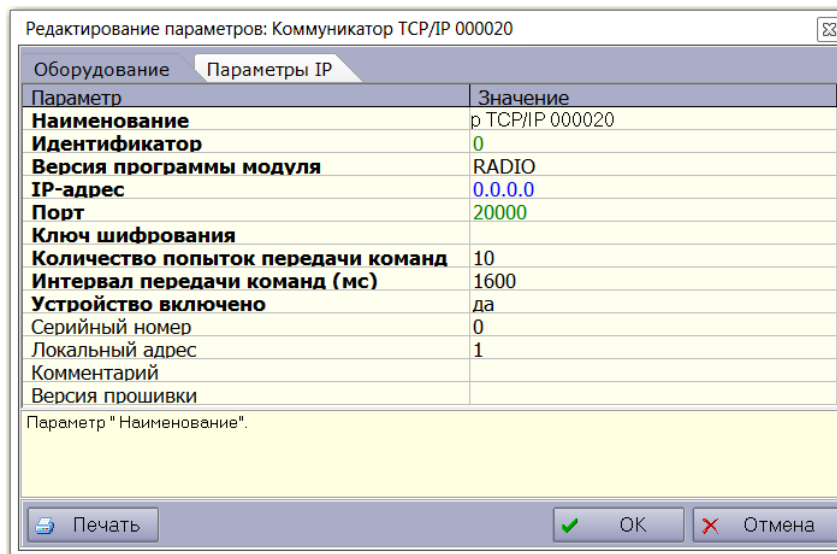 Редактирование параметров: Коммуникатор TCP/IP 000020
Оборудование Параметры IP
Параметр Значение
Наименование р TCP/IP 000020
Идентификатор 0
Версия программы модуля RADIO
IP-адрес 0.0.0.0
Порт 20000
Ключ шифрования
Количество попыток передачи команд 10
Интервал передачи команд (мс) 1600
Устройство включено да
Серийный номер 0
Локальный адрес 1
Комментарий
Версия прошивки
Параметр "Наименование".
Печать OK Отмена